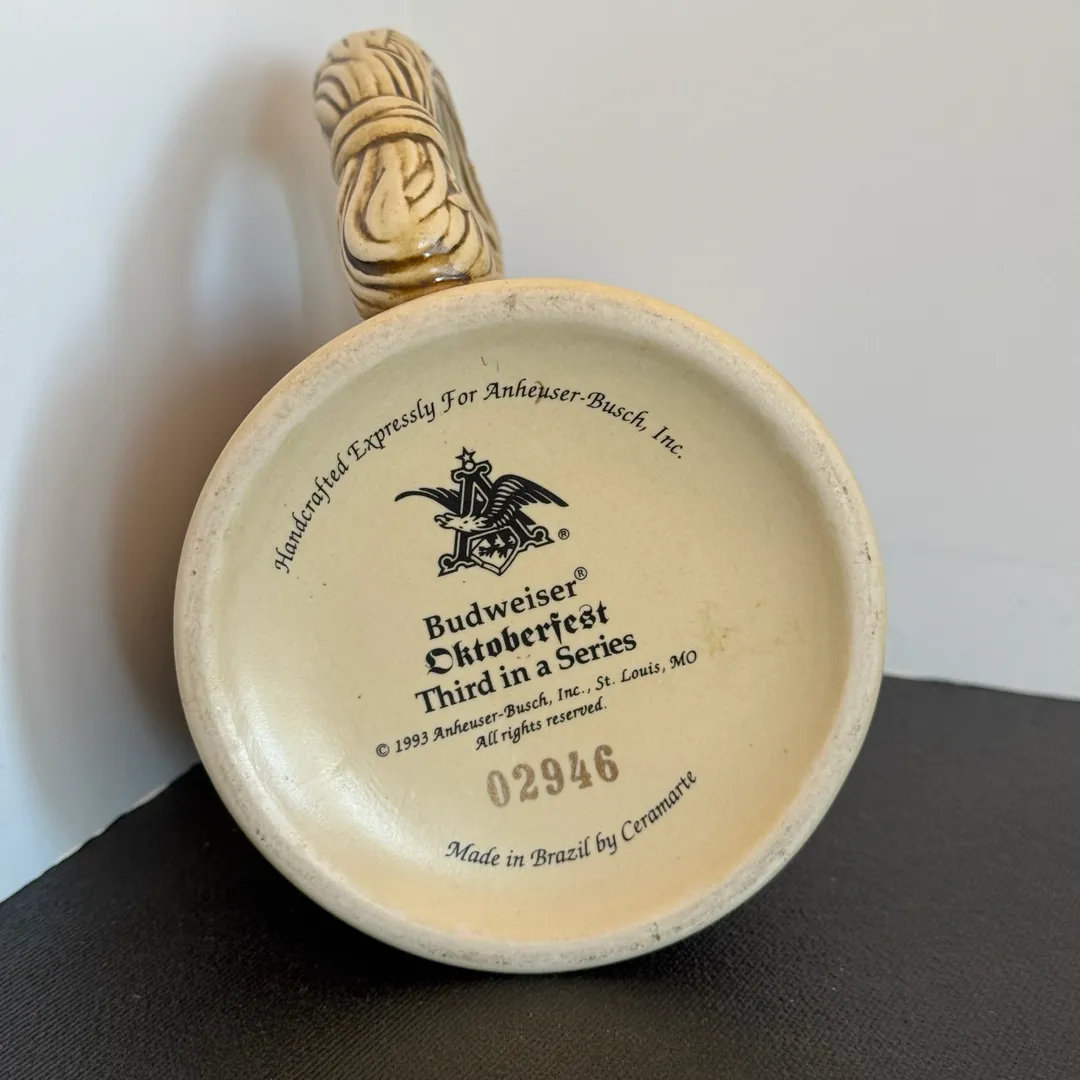 Handcrafted Expressly For Anheuser-Busch, Inc.
A
®
Budweiser®
Oktoberfest
Third in a Series
© 1993 Anheuser-Busch, Inc., St. Louis, MO
All rights reserved.
02946
Made in Brazil by Ceramarte